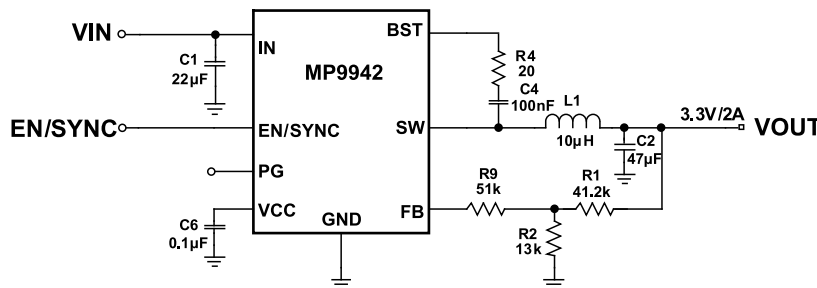 VIN
C1
22µF
IN
BST
MP9942
R4
20
C4
100nF
L1
10µH
3.3V/2A
VOUT
EN/SYNC
EN/SYNC
SW
C2
47µF
PG
R9
51k
R1
41.2k
C6
0.1µF
VCC
GND
FB
R2
13k